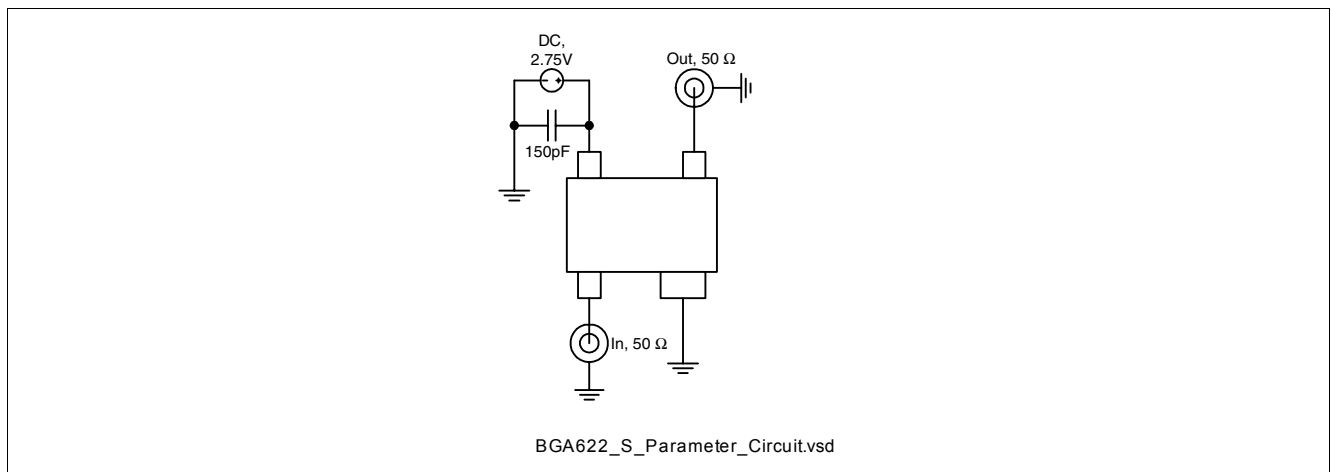 DC,
2.75V
Out, 50 Ω
150pF
In, 50 Ω
BGA622_S_Parameter_Circuit.vsd